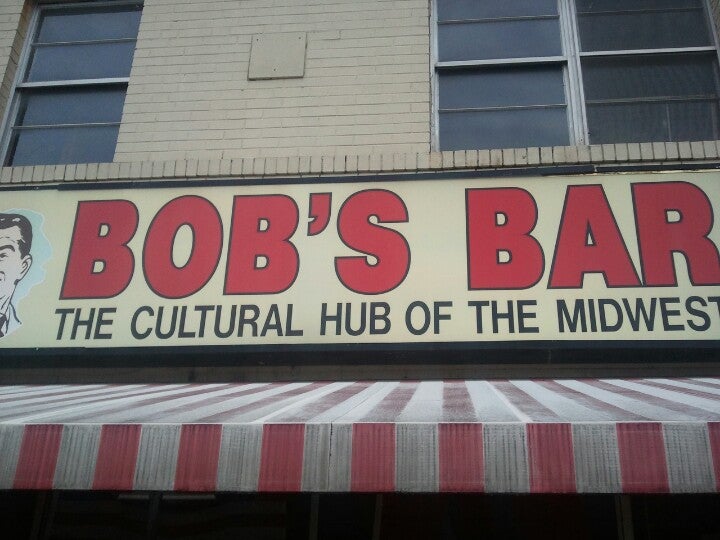 BOB'S BAR
THE CULTURAL HUB OF THE MIDWEST